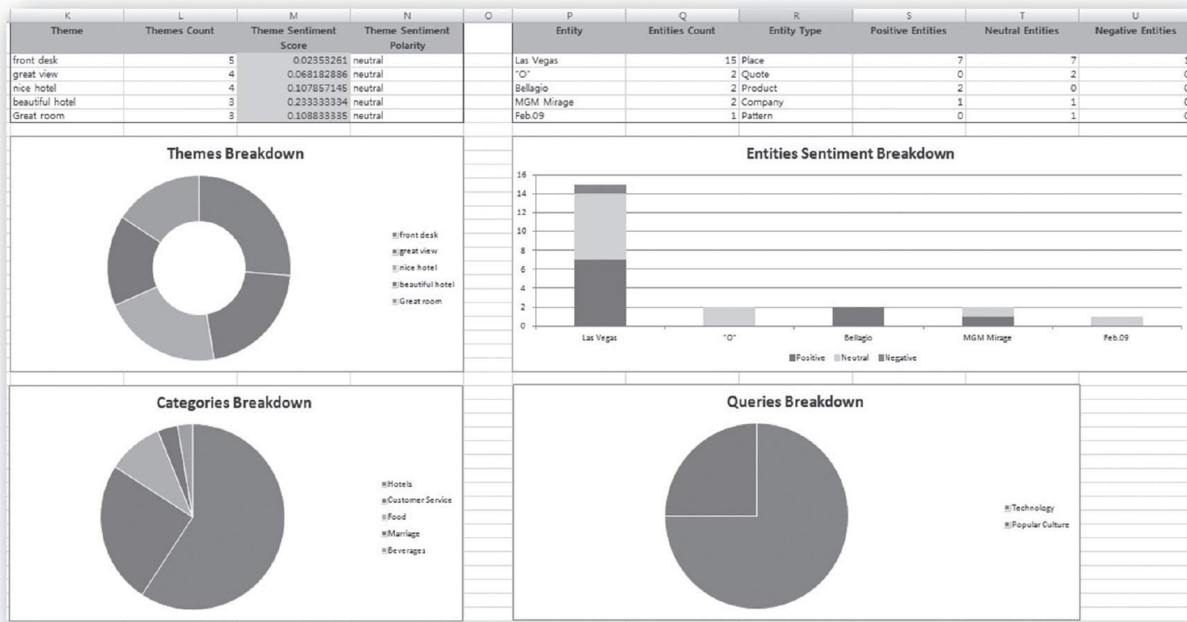 K L M N O P Q R S T U
Theme Themes Count Theme Sentiment Score Theme Sentiment Polarity Entity Entities Count Entity Type Positive Entities Neutral Entities Negative Entities
front desk 5 0.02353261 neutral Las Vegas 15 Place 7 7 1
great view 4 0.068182886 neutral "O" 2 Quote 0 2 0
nice hotel 4 0.107857145 neutral Bellagio 2 Product 2 0 0
beautiful hotel 3 0.233333334 neutral MGM Mirage 2 Company 1 1 0
Great room 3 0.108833335 neutral Feb.09 1 Pattern 0 1 0
Themes Breakdown
front desk
great view
nice hotel
beautiful hotel
Great room
Entities Sentiment Breakdown
16
14
12
10
8
6
4
2
0
Las Vegas "O" Bellagio MGM Mirage Feb.09
Positive Neutral Negative
Categories Breakdown
Hotels
Customer Service
Food
Marriage
Beverages
Queries Breakdown
Technology
Popular Culture